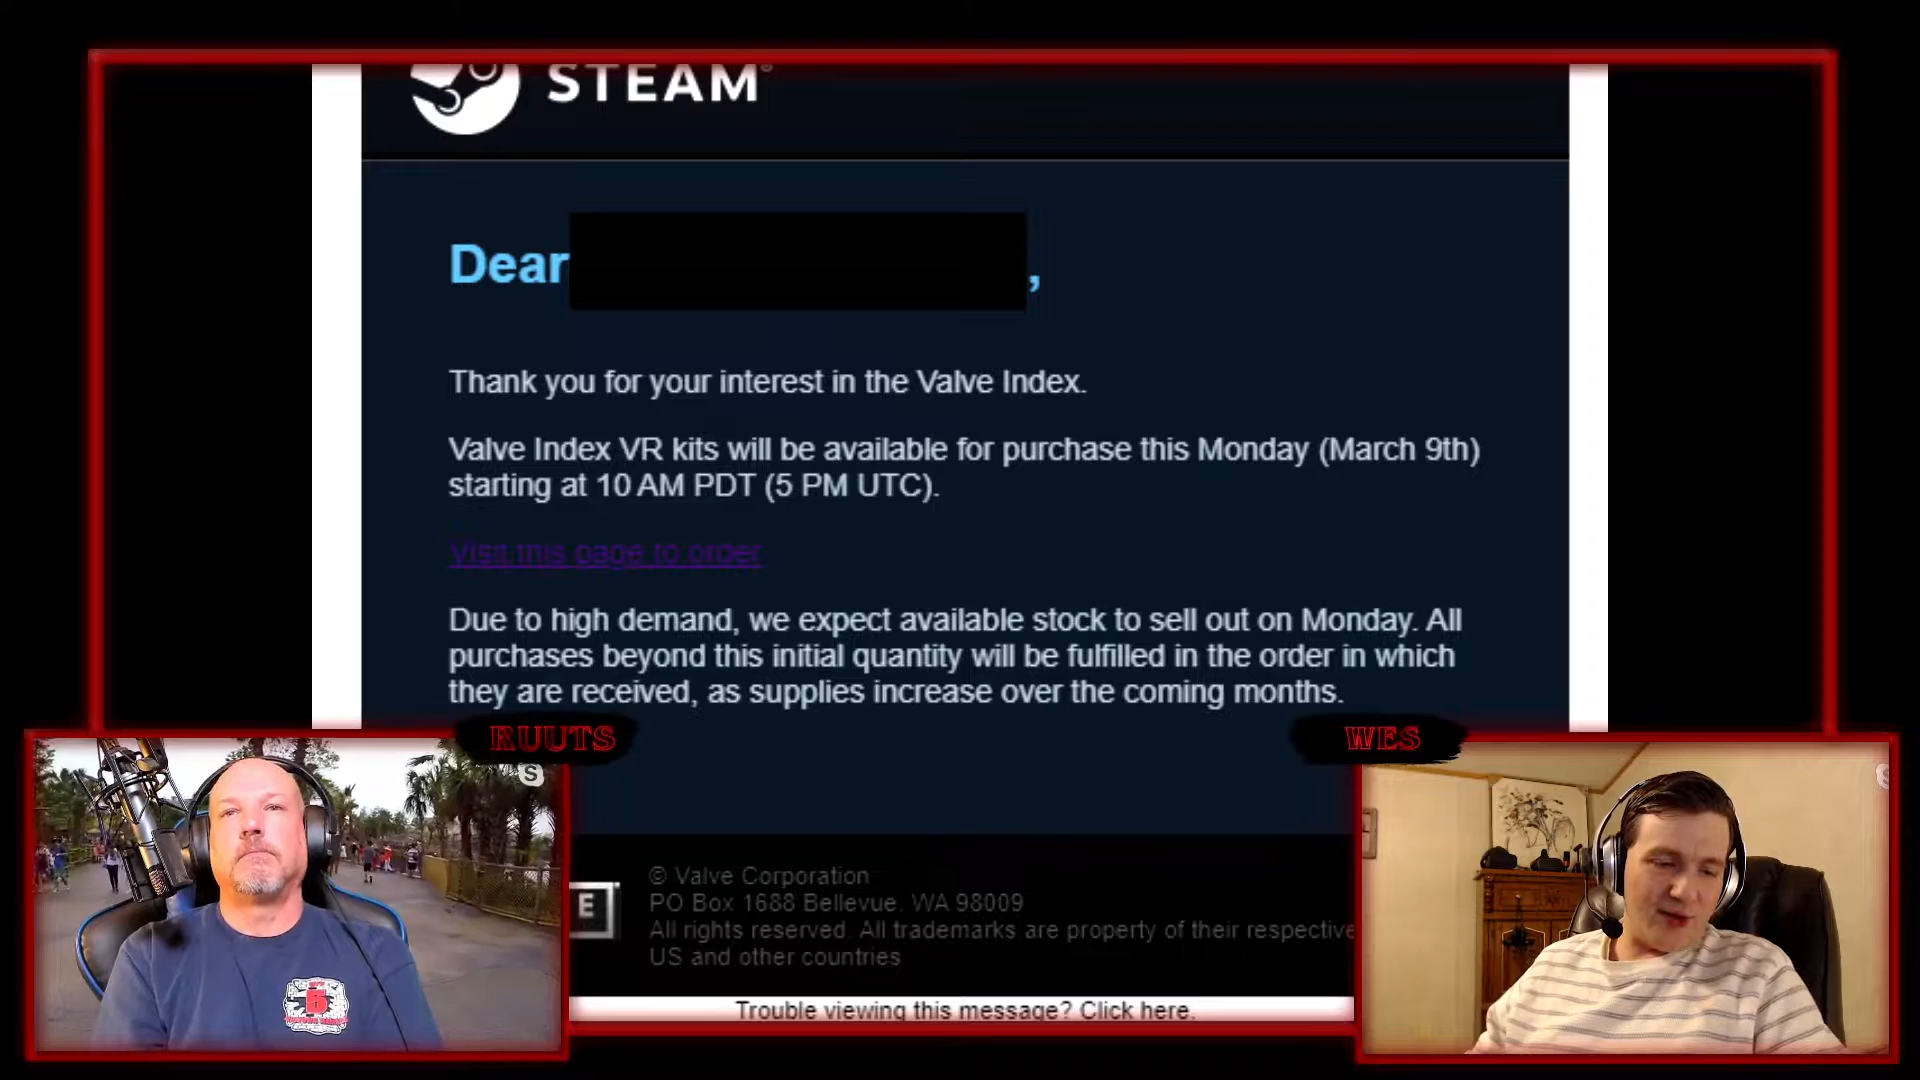 STEAM
Dear ,
Thank you for your interest in the Valve Index.
Valve Index VR kits will be available for purchase this Monday (March 9th)
starting at 10 AM PDT (5 PM UTC).
Visit this page to order
Due to high demand, we expect available stock to sell out on Monday. All
purchases beyond this initial quantity will be fulfilled in the order in which
they are received, as supplies increase over the coming months.
RUUTS
WES
S
5
E
© Valve Corporation
PO Box 1688 Bellevue, WA 98009
All rights reserved. All trademarks are property of their respective
US and other countries
Trouble viewing this message? Click here.